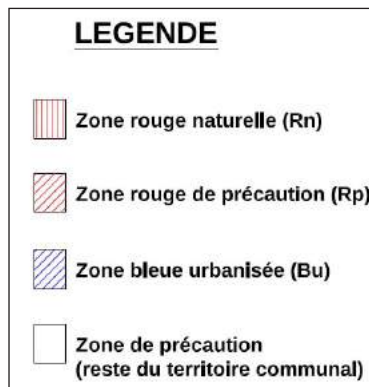 LEGENDE
Zone rouge naturelle (Rn)
Zone rouge de précaution (Rp)
Zone bleue urbanisée (Bu)
Zone de précaution
(reste du territoire communal)